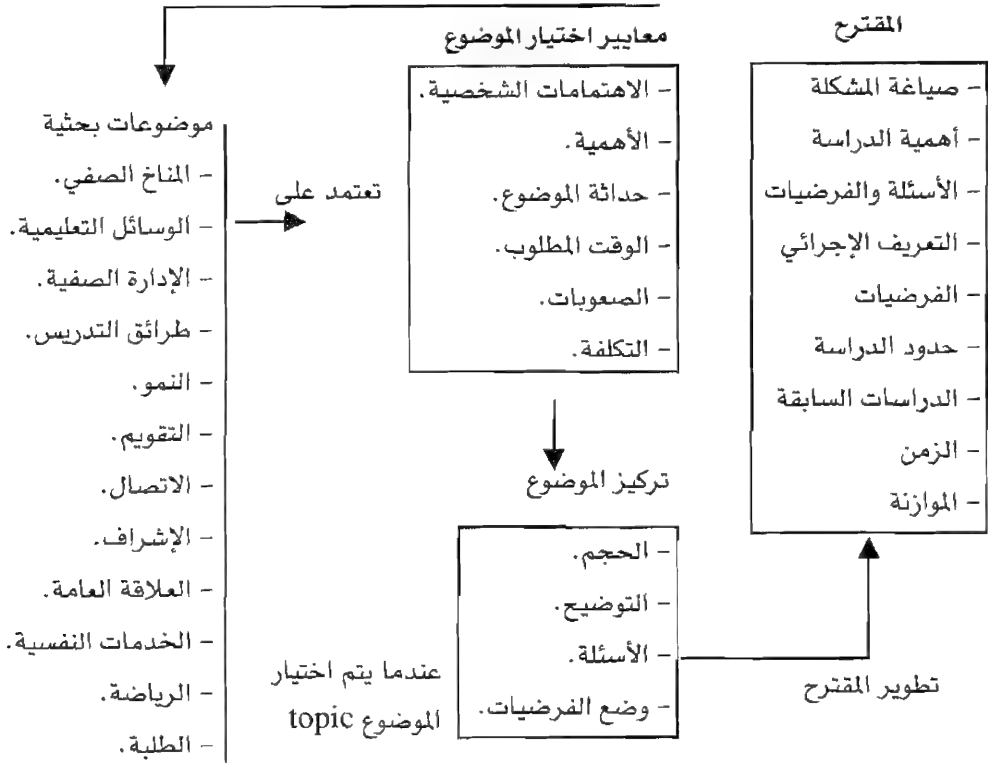 المقترح
- صياغة المشكلة
- أهمية الدراسة
- الأسئلة والفرضيات
- التعريف الإجرائي
- الفرضيات
- حدود الدراسة
- الدراسات السابقة
- الزمن
- الموازنة
تطوير المقترح
معايير اختيار الموضوع
- الاهتمامات الشخصية.
- الأهمية.
- حداثة الموضوع.
- الوقت المطلوب.
- الصعوبات.
- التكلفة.
تركيز الموضوع
- الحجم.
- التوضيح.
- الأسئلة.
- وضع الفرضيات.
تعتمد على
عندما يتم اختيار
الموضوع topic
موضوعات بحثية
- المناخ الصفي.
- الوسائل التعليمية.
- الإدارة الصفية.
- طرائق التدريس.
- النمو.
- التقويم.
- الاتصال.
- الإشراف.
- العلاقة العامة.
- الخدمات النفسية.
- الرياضة.
- الطلبة.